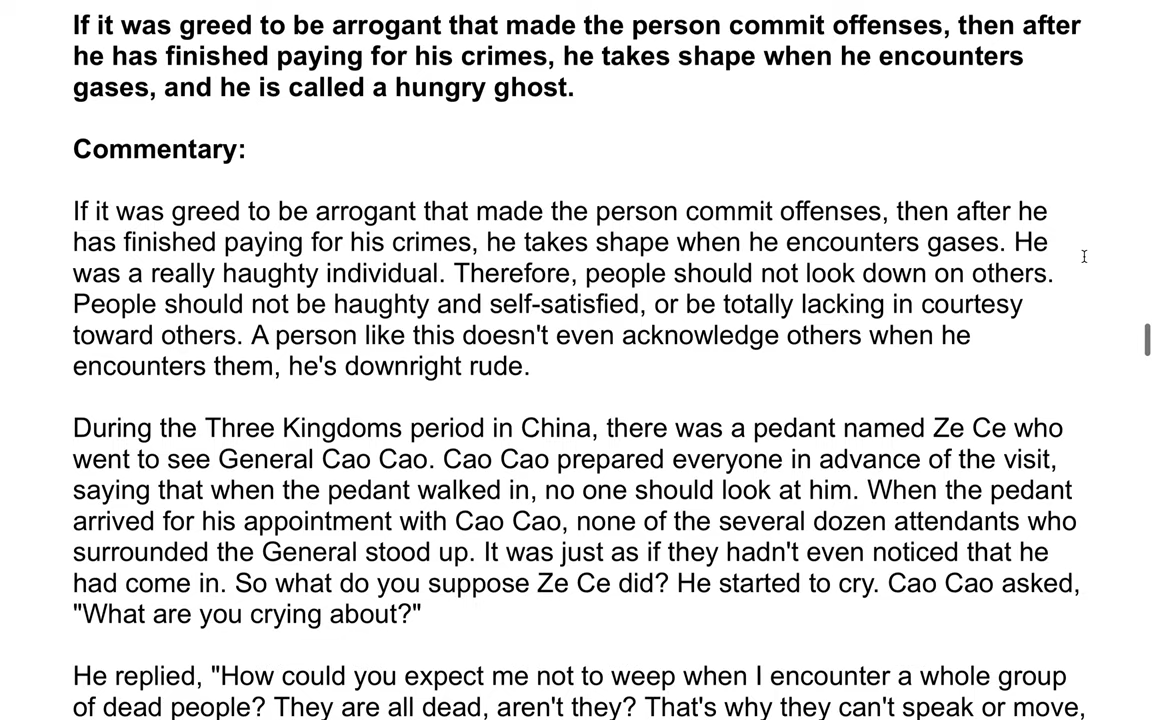 If it was greed to be arrogant that made the person commit offenses, then after
he has finished paying for his crimes, he takes shape when he encounters
gases, and he is called a hungry ghost.
Commentary:
If it was greed to be arrogant that made the person commit offenses, then after he
has finished paying for his crimes, he takes shape when he encounters gases. He
was a really haughty individual. Therefore, people should not look down on others.
People should not be haughty and self-satisfied, or be totally lacking in courtesy
toward others. A person like this doesn't even acknowledge others when he
encounters them, he's downright rude.
During the Three Kingdoms period in China, there was a pedant named Ze Ce who
went to see General Cao Cao. Cao Cao prepared everyone in advance of the visit,
saying that when the pedant walked in, no one should look at him. When the pedant
arrived for his appointment with Cao Cao, none of the several dozen attendants who
surrounded the General stood up. It was just as if they hadn't even noticed that he
had come in. So what do you suppose Ze Ce did? He started to cry. Cao Cao asked,
"What are you crying about?"
He replied, "How could you expect me not to weep when I encounter a whole group
of dead people? They are all dead, aren't they? That's why they can't speak or move,